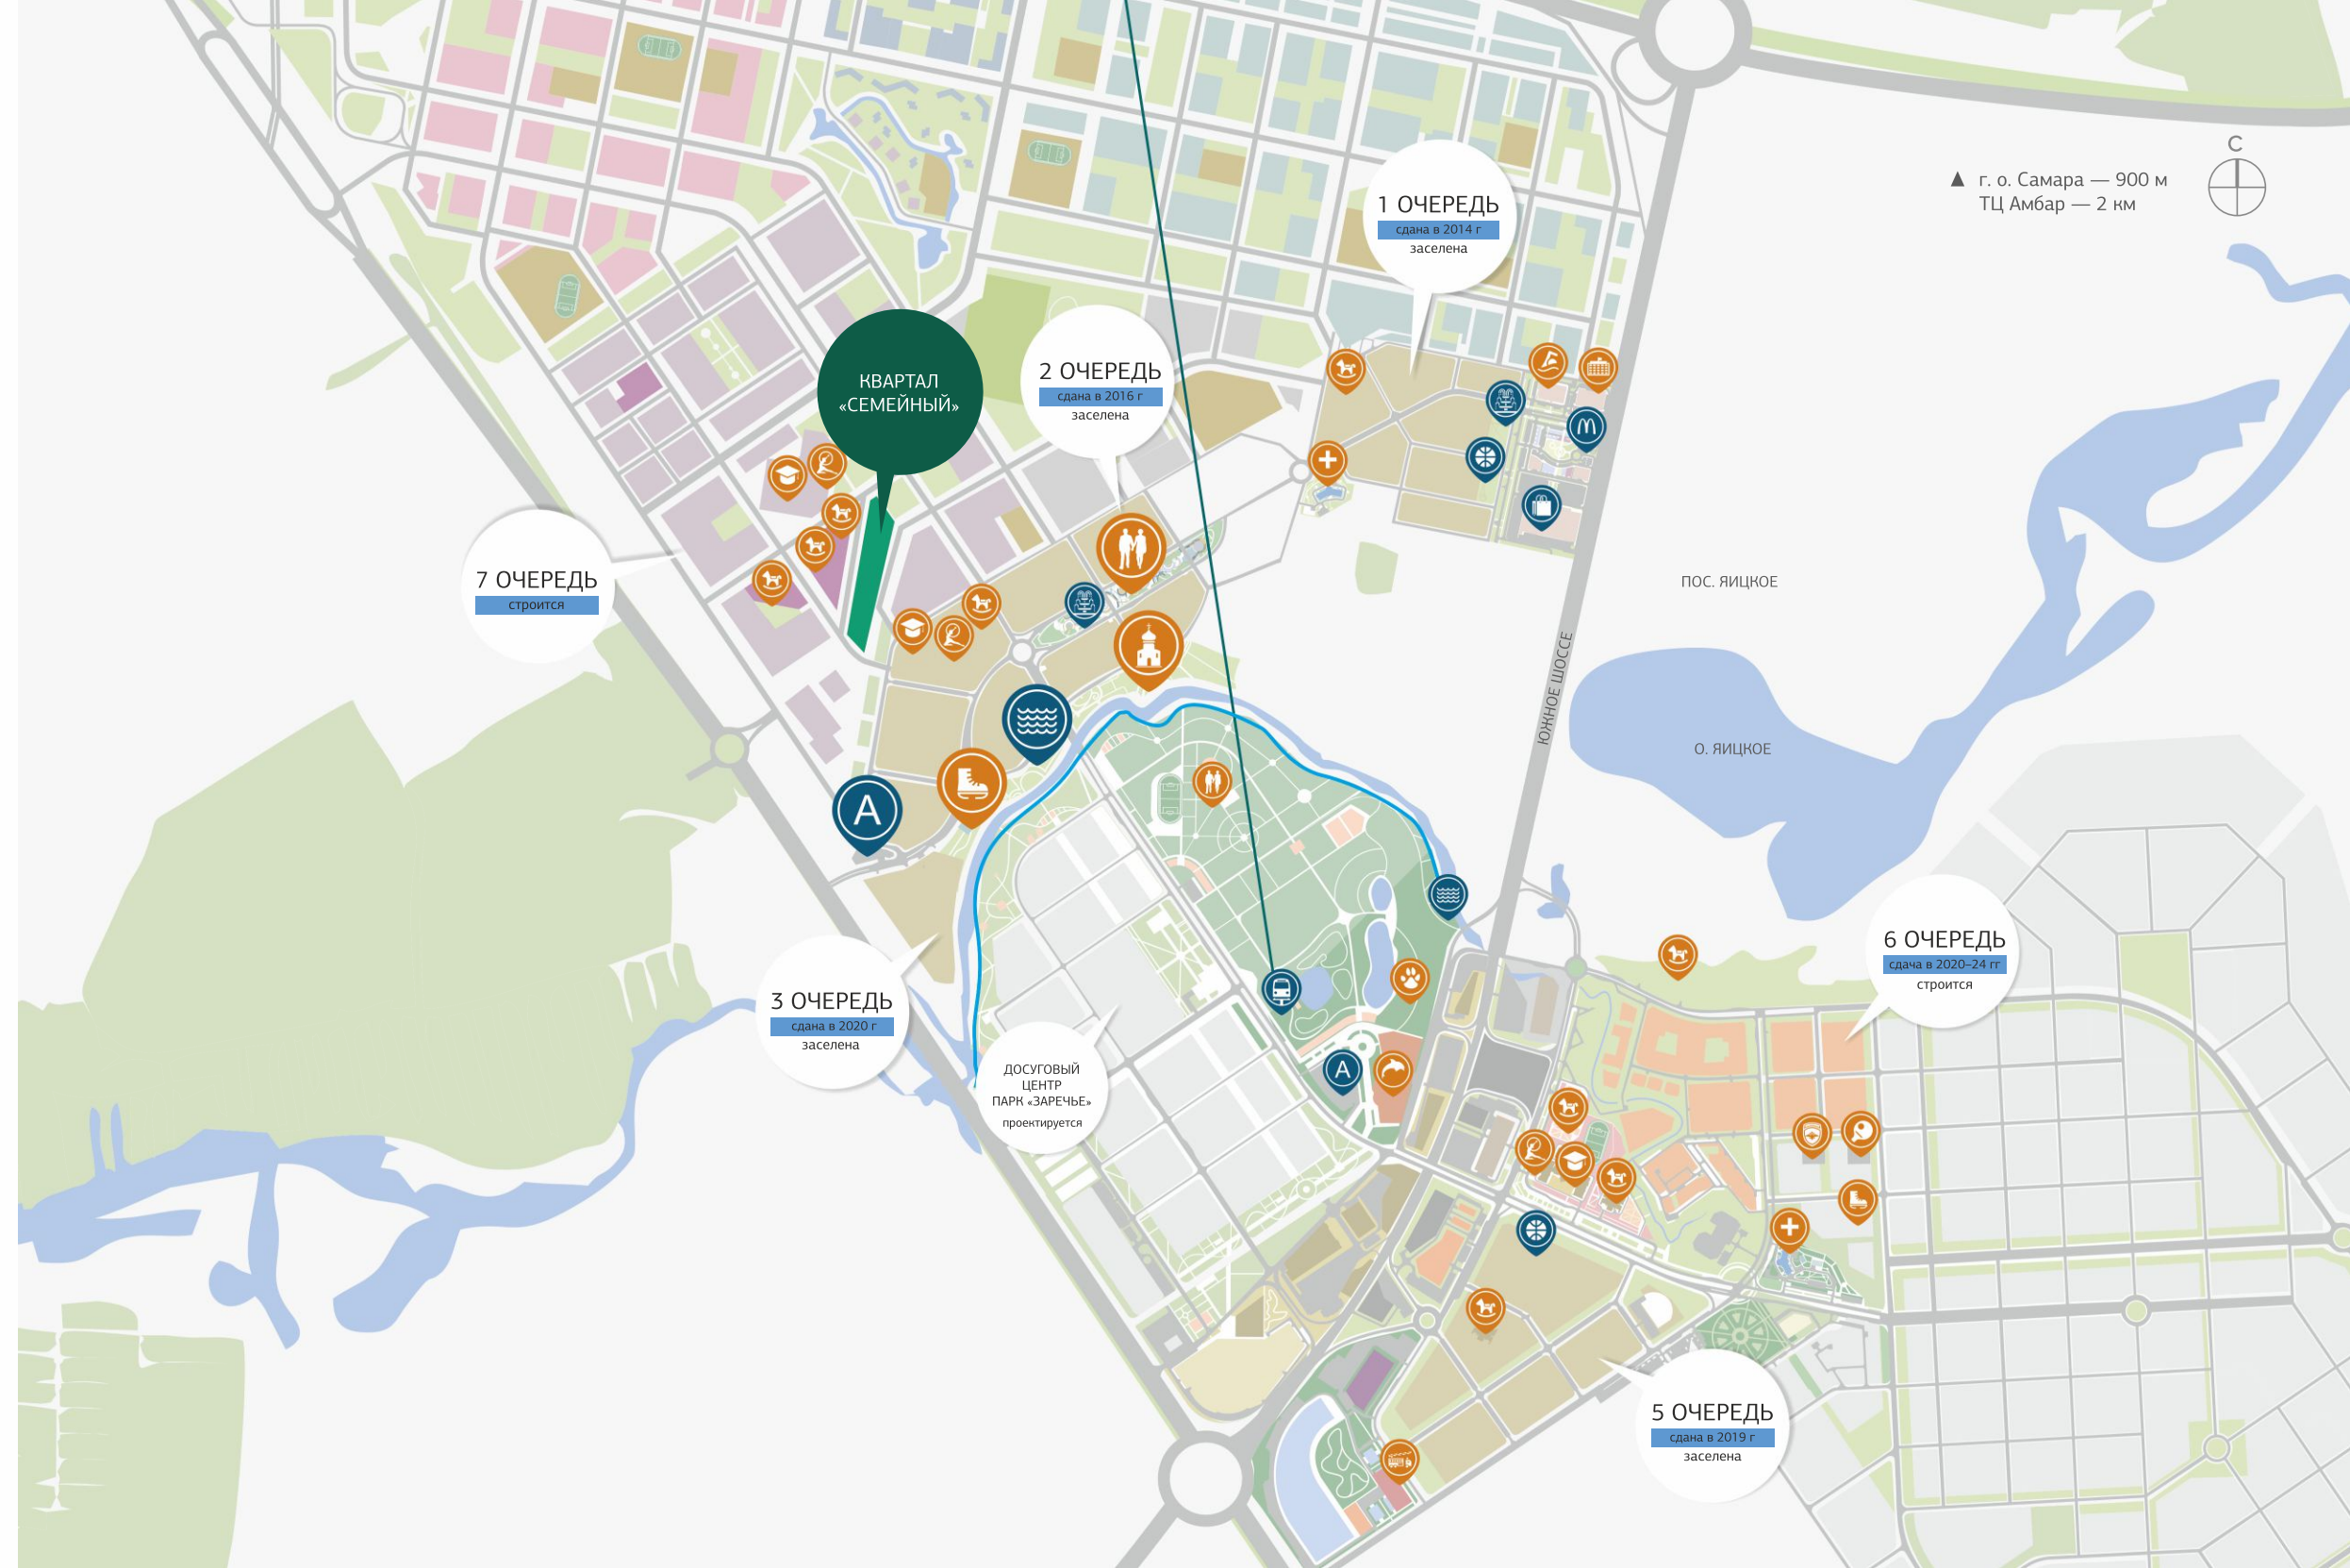 С
▲ г. о. Самара — 900 м
ТЦ Амбар — 2 км
1 ОЧЕРЕДЬ
сдана в 2014 г
заселена
КВАРТАЛ
«СЕМЕЙНЫЙ»
2 ОЧЕРЕДЬ
сдана в 2016 г
заселена
7 ОЧЕРЕДЬ
строится
ПОС. ЯИЦКОЕ
ЮЖНОЕ ШОССЕ
О. ЯИЦКОЕ
А
6 ОЧЕРЕДЬ
сдача в 2020–24 гг
строится
3 ОЧЕРЕДЬ
сдана в 2020 г
заселена
ДОСУГОВЫЙ
ЦЕНТР
ПАРК «ЗАРЕЧЬЕ»
проектируется
А
5 ОЧЕРЕДЬ
сдана в 2019 г
заселена